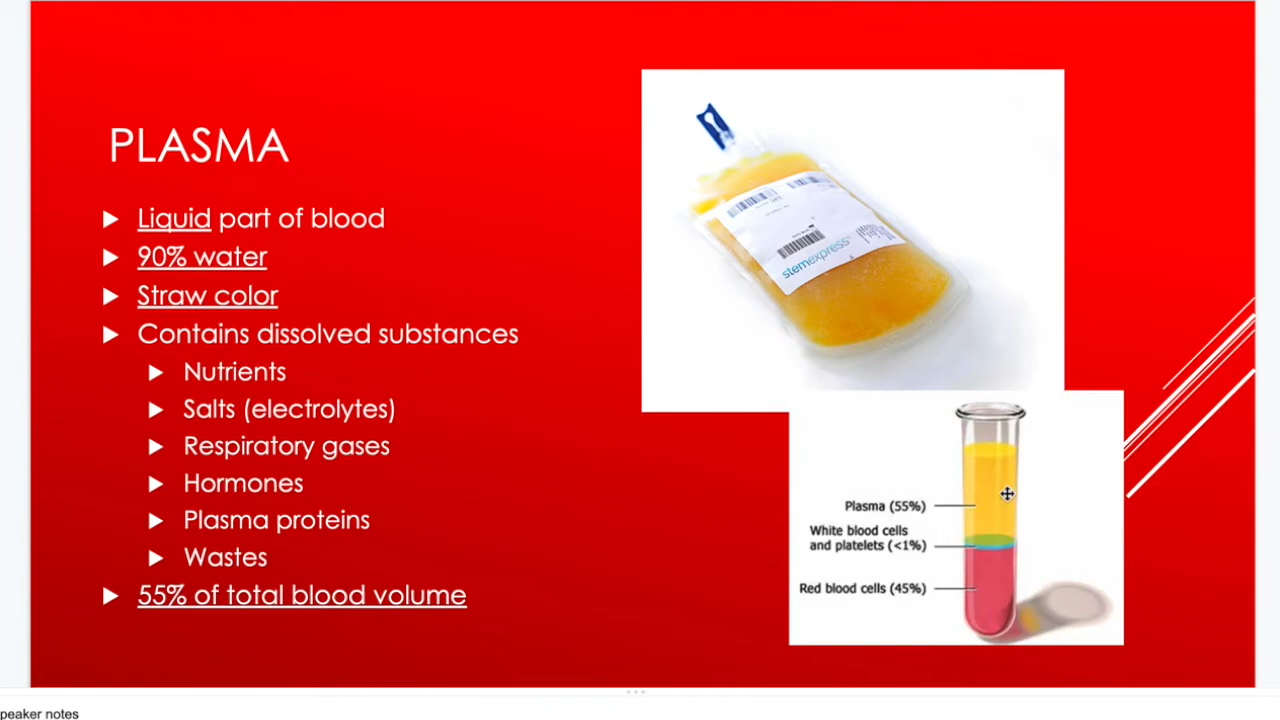 PLASMA
Liquid part of blood
90% water
Straw color
Contains dissolved substances
Nutrients
Salts (electrolytes)
Respiratory gases
Hormones
Plasma proteins
Wastes
55% of total blood volume
stemexpress
Plasma (55%)
White blood cells
and platelets (<1%)
Red blood cells (45%)
peaker notes